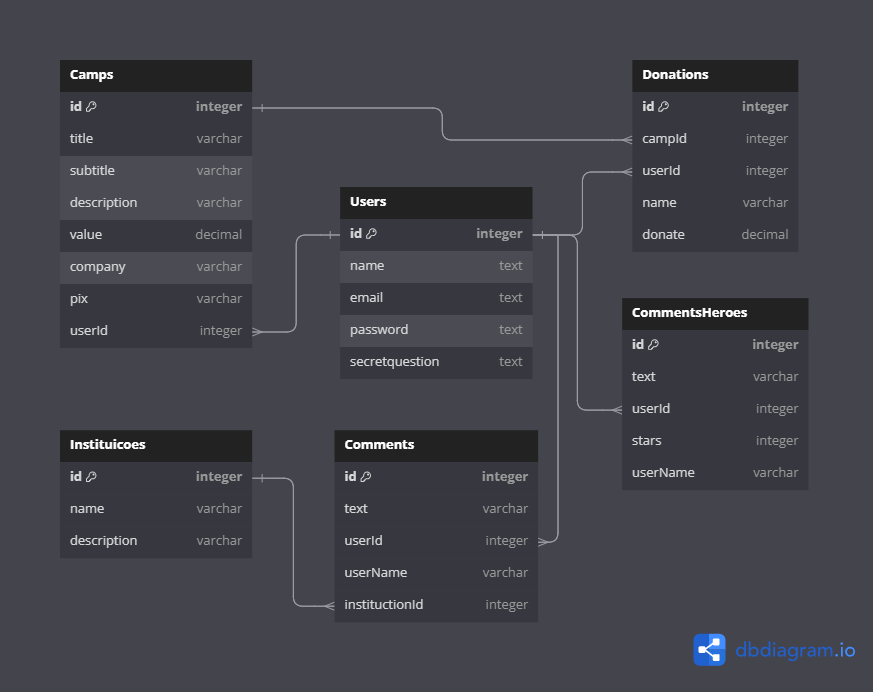 Camps
id integer
title varchar
subtitle varchar
description varchar
value decimal
company varchar
pix varchar
userId integer
Users
id integer
name text
email text
password text
secretquestion text
Donations
id integer
campId integer
userId integer
name varchar
donate decimal
CommentsHeroes
id integer
text varchar
userId integer
stars integer
userName varchar
Instituicoes
id integer
name varchar
description varchar
Comments
id integer
text varchar
userId integer
userName varchar
instituctionId integer
dbdiagram.io